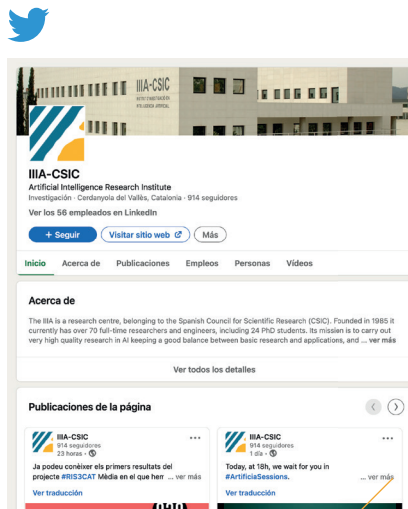 IIIA-CSIC
IIIA-CSIC
Artificial Intelligence Research Institute
Investigación · Cerdanyola del Vallès, Catalonia · 914 seguidores
Ver los 56 empleados en LinkedIn
+ Seguir Visitar sitio web Más
Inicio Acerca de Publicaciones Empleos Personas Vídeos
Acerca de
The IIIA is a research centre, belonging to the Spanish Council for Scientific Research (CSIC). Founded in 1985 it
currently has over 70 full-time researchers and engineers, including 24 PhD students. Its mission is to carry out
very high quality research in AI keeping a good balance between basic research and applications, and ... ver más
Ver todos los detalles
Publicaciones de la página
IIIA-CSIC
914 seguidores
23 horas ·
Ja podeu conèixer els primers resultats del
projecte #RIS3CAT Mèdia en el que hem ... ver más
Ver traducción
IIIA-CSIC
914 seguidores
1 día ·
Today, at 18h, we wait for you in
#ArtificiaSessions. ... ver más
Ver traducción